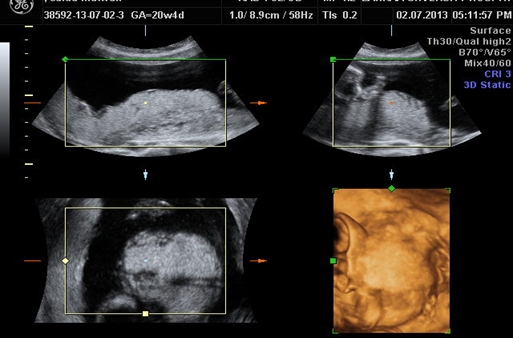 GE
38592-13-07-02-3 GA=20w4d
1.0/ 8.9cm / 58Hz
TIs 0.2
02.07.2013 05:11:57 PM
Surface
Th30/Qual high2
B70°/V65°
Mix40/60
CRI 3
3D Static